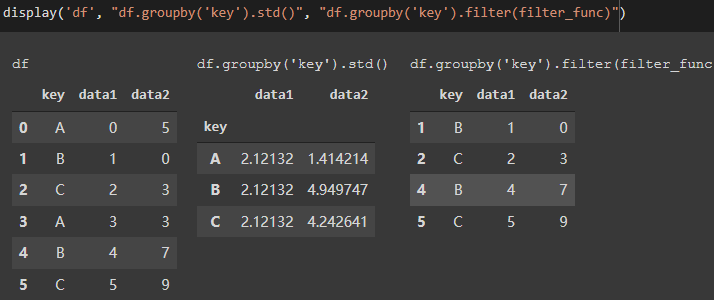 display('df', "df.groupby('key').std()", "df.groupby('key').filter(filter_func)")
df
key data1 data2
0 A 0 5
1 B 1 0
2 C 2 3
3 A 3 3
4 B 4 7
5 C 5 9
df.groupby('key').std()
data1 data2
key
A 2.12132 1.414214
B 2.12132 4.949747
C 2.12132 4.242641
df.groupby('key').filter(filter_func
key data1 data2
1 B 1 0
2 C 2 3
4 B 4 7
5 C 5 9